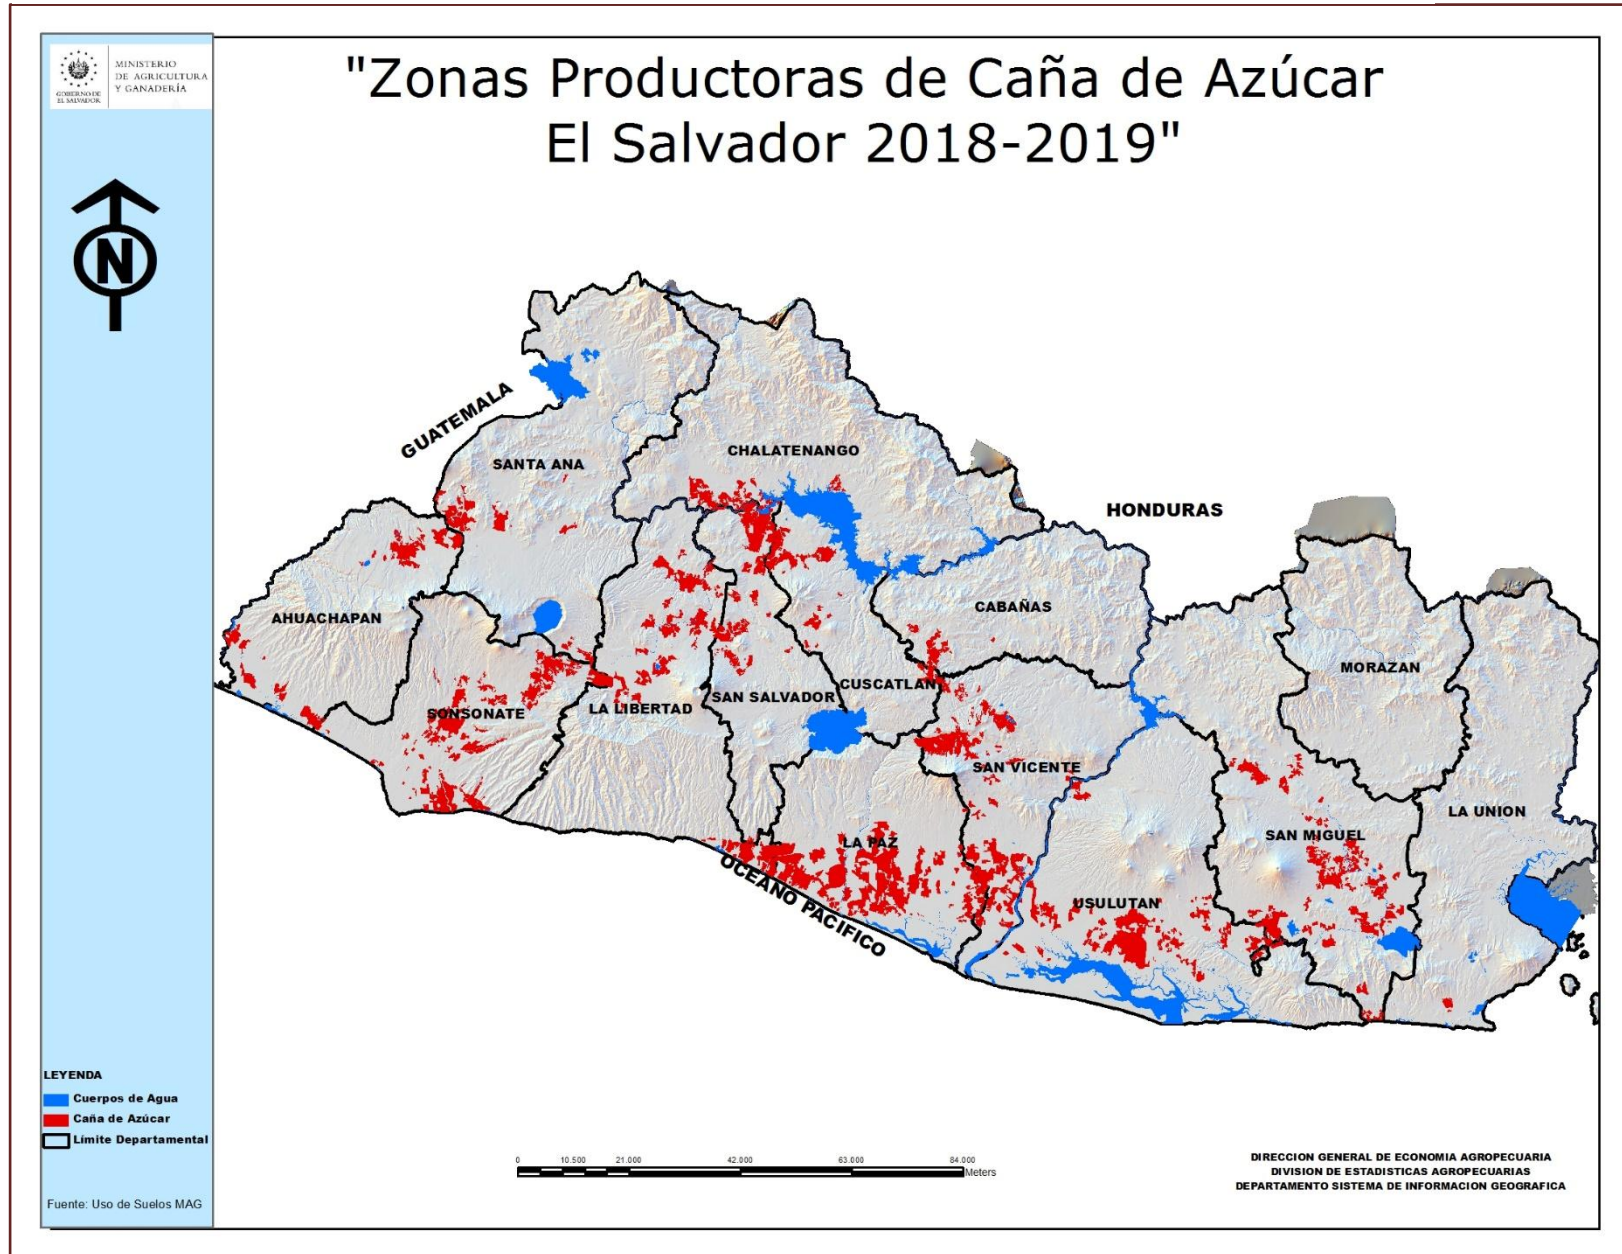 MINISTERIO
DE AGRICULTURA
Y GANADERÍA
GOBIERNO DE
EL SALVADOR
"Zonas Productoras de Caña de Azúcar
El Salvador 2018-2019"
N
GUATEMALA
SANTA ANA
CHALATENANGO
HONDURAS
AHUACHAPAN
CABAÑAS
MORAZAN
SONSONATE
LA LIBERTAD
SAN SALVADOR
CUSCATLAN
SAN VICENTE
LA UNION
LA PAZ
SAN MIGUEL
USULUTAN
OCEANO PACIFICO
LEYENDA
Cuerpos de Agua
Caña de Azúcar
Límite Departamental
Fuente: Uso de Suelos MAG
0 10.500 21.000 42.000 63.000 84.000
Meters
DIRECCION GENERAL DE ECONOMIA AGROPECUARIA
DIVISION DE ESTADISTICAS AGROPECUARIAS
DEPARTAMENTO SISTEMA DE INFORMACION GEOGRAFICA